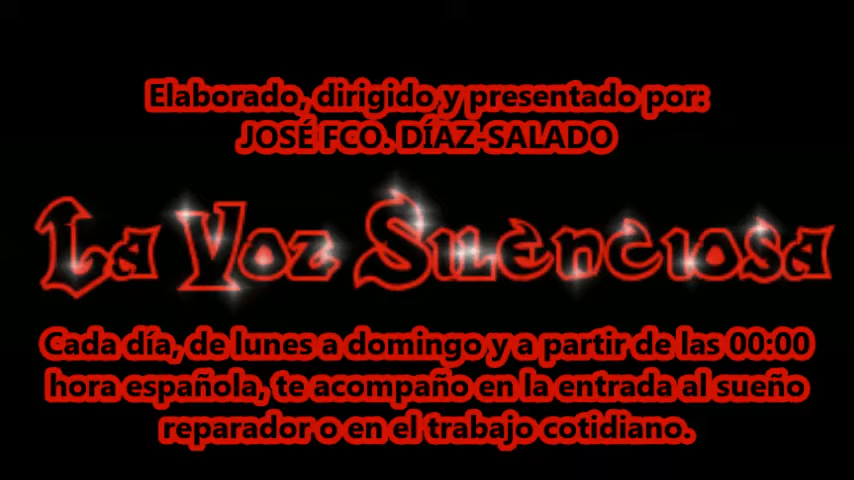 Elaborado, dirigido y presentado por:
JOSÉ FCO. DÍAZ-SALADO
La Voz Silenciosa
Cada día, de lunes a domingo y a partir de las 00:00
hora española, te acompaño en la entrada al sueño
reparador o en el trabajo cotidiano.